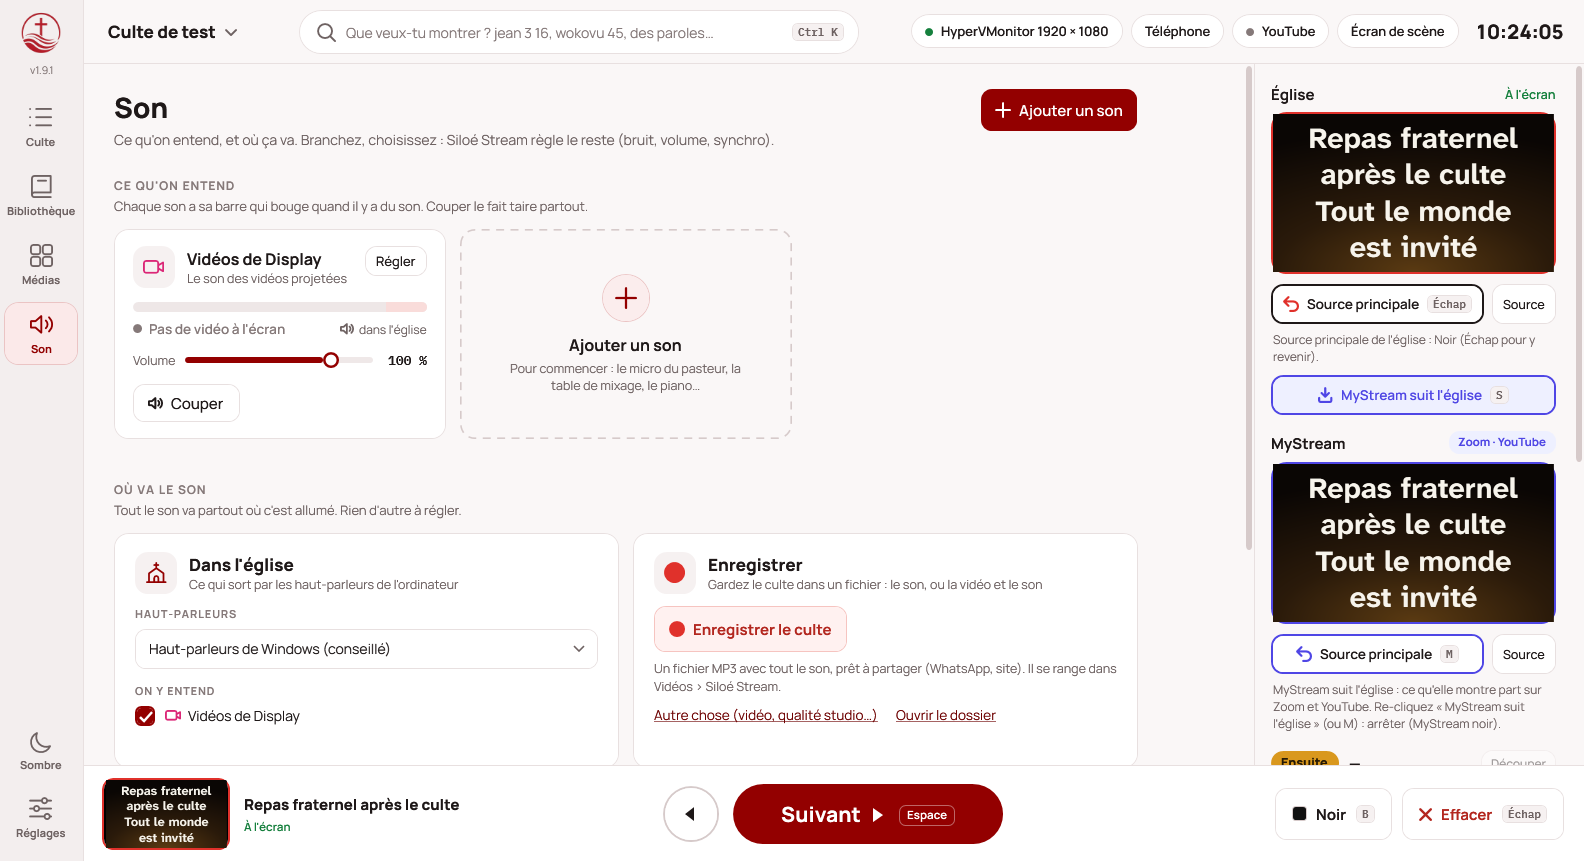 Culte de test
Que veux-tu montrer ? jean 3 16, wokovu 45, des paroles...
Ctrl K
HyperVMonitor 1920 × 1080
Téléphone
YouTube
Écran de scène
10:24:05
v1.9.1
Culte
Bibliothèque
Médias
Son
Sombre
Réglages
Son
Ce qu'on entend, et où ça va. Branchez, choisissez : Siloé Stream règle le reste (bruit, volume, synchro).
Ajouter un son
CE QU'ON ENTEND
Chaque son a sa barre qui bouge quand il y a du son. Couper le fait taire partout.
Vidéos de Display
Le son des vidéos projetées
Régler
Pas de vidéo à l'écran
dans l'église
Volume
100 %
Couper
Ajouter un son
Pour commencer : le micro du pasteur, la
table de mixage, le piano...
OÙ VA LE SON
Tout le son va partout où c'est allumé. Rien d'autre à régler.
Dans l'église
Ce qui sort par les haut-parleurs de l'ordinateur
HAUT-PARLEURS
Haut-parleurs de Windows (conseillé)
ON Y ENTEND
Vidéos de Display
Enregistrer
Gardez le culte dans un fichier : le son, ou la vidéo et le son
Enregistrer le culte
Un fichier MP3 avec tout le son, prêt à partager (WhatsApp, site). Il se range dans
Vidéos > Siloé Stream.
Autre chose (vidéo, qualité studio...)
Ouvrir le dossier
Église
À l'écran
Repas fraternel
après le culte
Tout le monde
est invité
Source principale
Échap
Source
Source principale de l'église : Noir (Échap pour y
revenir).
MyStream suit l'église
S
MyStream
Zoom · YouTube
Repas fraternel
après le culte
Tout le monde
est invité
Source principale
M
Source
MyStream suit l'église : ce qu'elle montre part sur
Zoom et YouTube. Re-cliquez « MyStream suit
l'église » (ou M) : arrêter (MyStream noir).
Ensuite
Découper
Repas fraternel
après le culte
Tout le monde
est invité
Repas fraternel après le culte
À l'écran
Suivant
Espace
Noir
B
Effacer
Échap